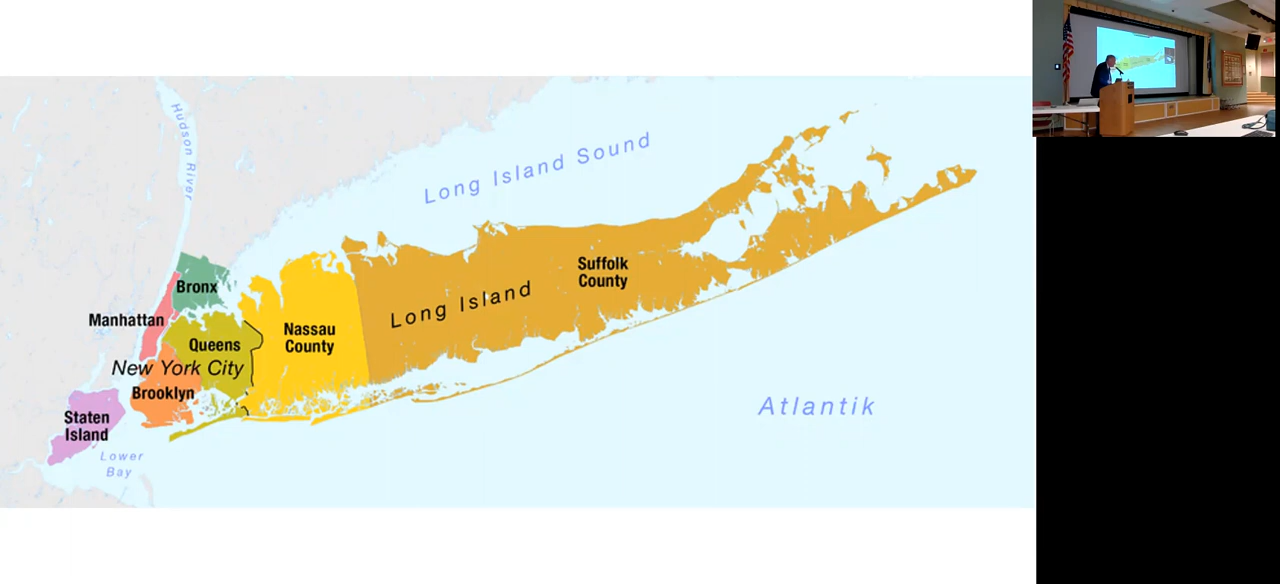 Hudson River
Long Island Sound
Bronx
Manhattan
Queens
New York City
Brooklyn
Staten
Island
Lower
Bay
Nassau
County
Long Island
Suffolk
County
Atlantik